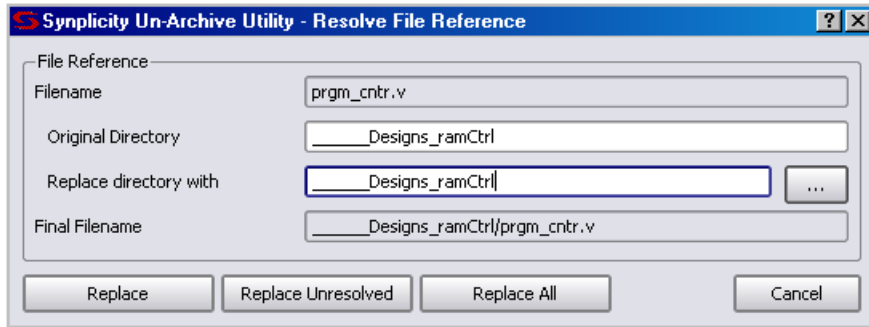 Synplicity Un-Archive Utility - Resolve File Reference
File Reference
Filename prgm_cntr.v
Original Directory ______Designs_ramCtrl
Replace directory with ______Designs_ramCtrl ...
Final Filename ______Designs_ramCtrl/prgm_cntr.v
Replace Replace Unresolved Replace All Cancel